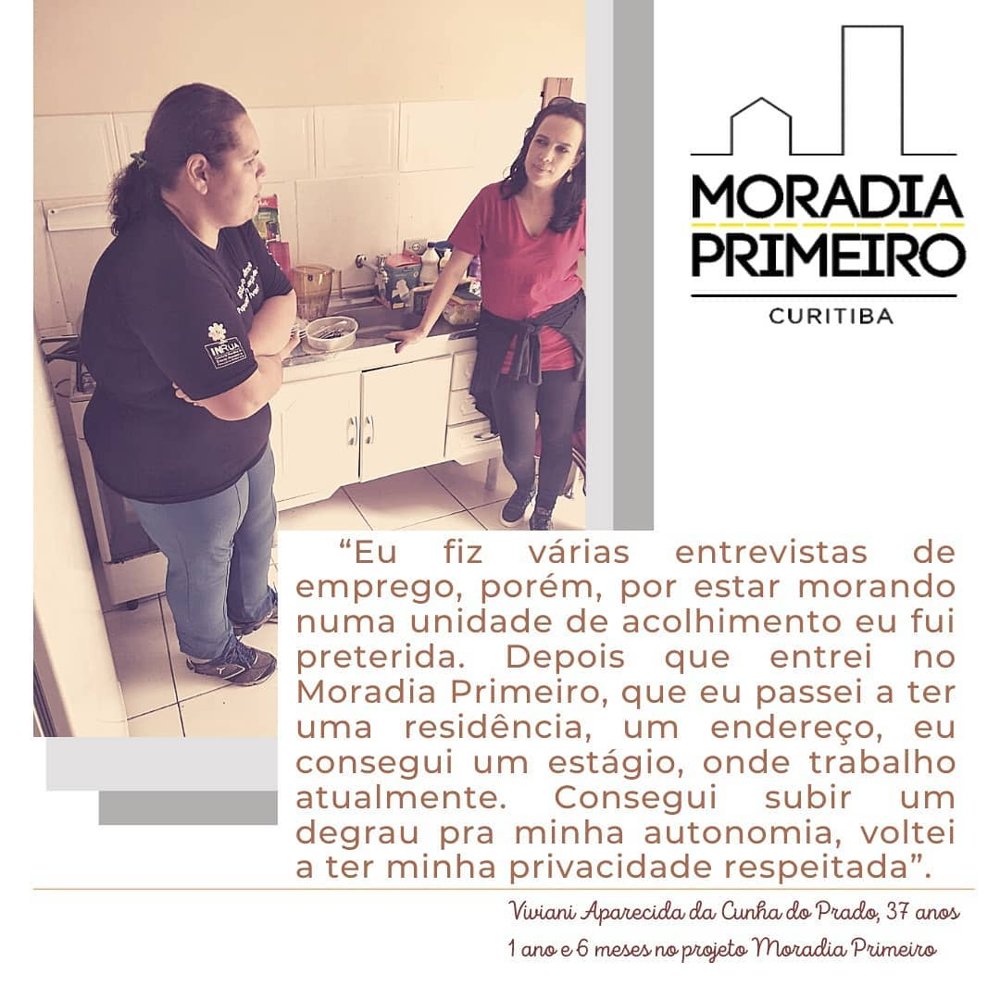 MORADIA
PRIMEIRO
CURITIBA
INRUA
“Eu fiz várias entrevistas de
emprego, porém, por estar morando
numa unidade de acolhimento eu fui
preterida. Depois que entrei no
Moradia Primeiro, que eu passei a ter
uma residência, um endereço, eu
consegui um estágio, onde trabalho
atualmente. Consegui subir um
degrau pra minha autonomia, voltei
a ter minha privacidade respeitada”.
Viviani Aparecida da Cunha do Prado, 37 anos
1 ano e 6 meses no projeto Moradia Primeiro